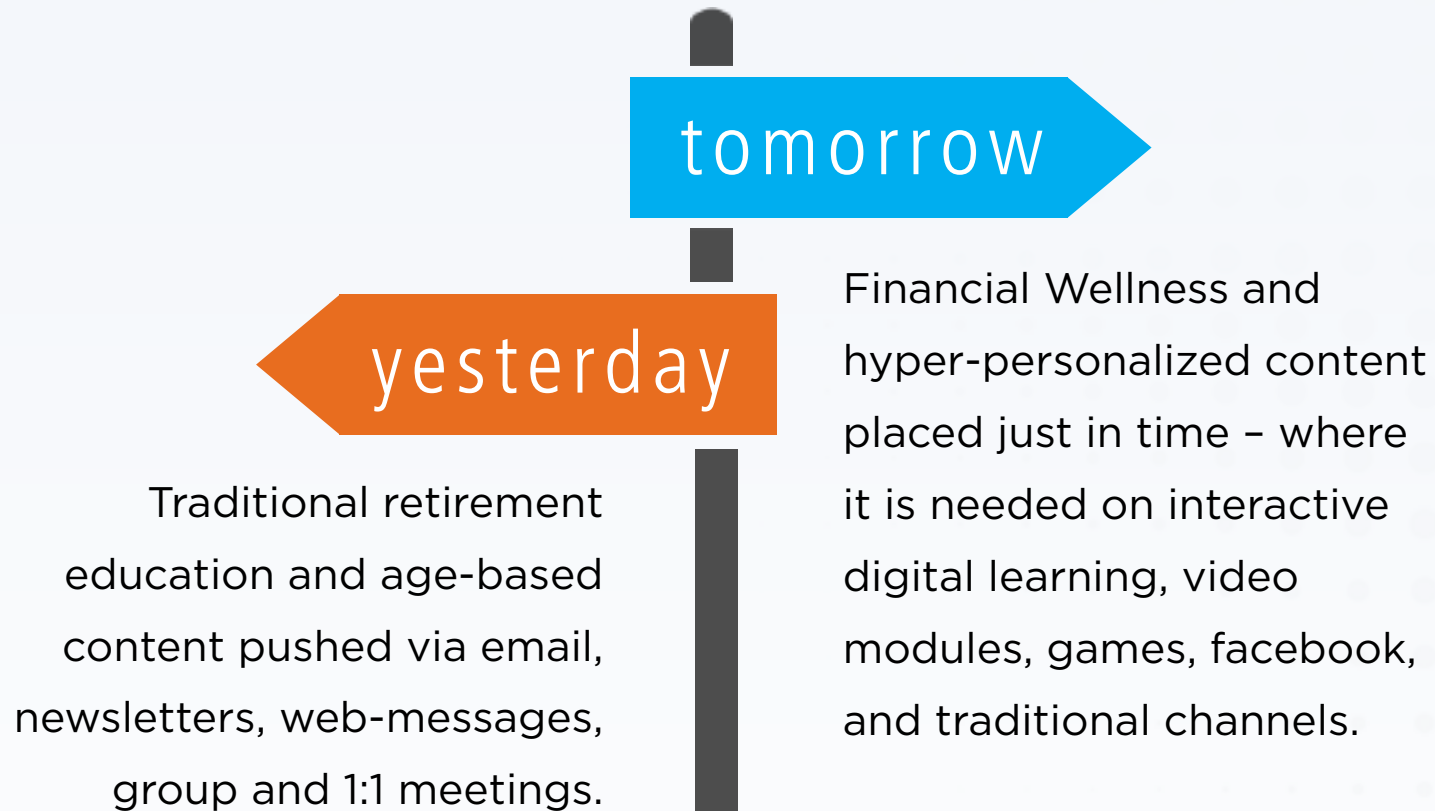 tomorrow
Financial Wellness and
hyper-personalized content
placed just in time – where
it is needed on interactive
digital learning, video
modules, games, facebook,
and traditional channels.
yesterday
Traditional retirement
education and age-based
content pushed via email,
newsletters, web-messages,
group and 1:1 meetings.